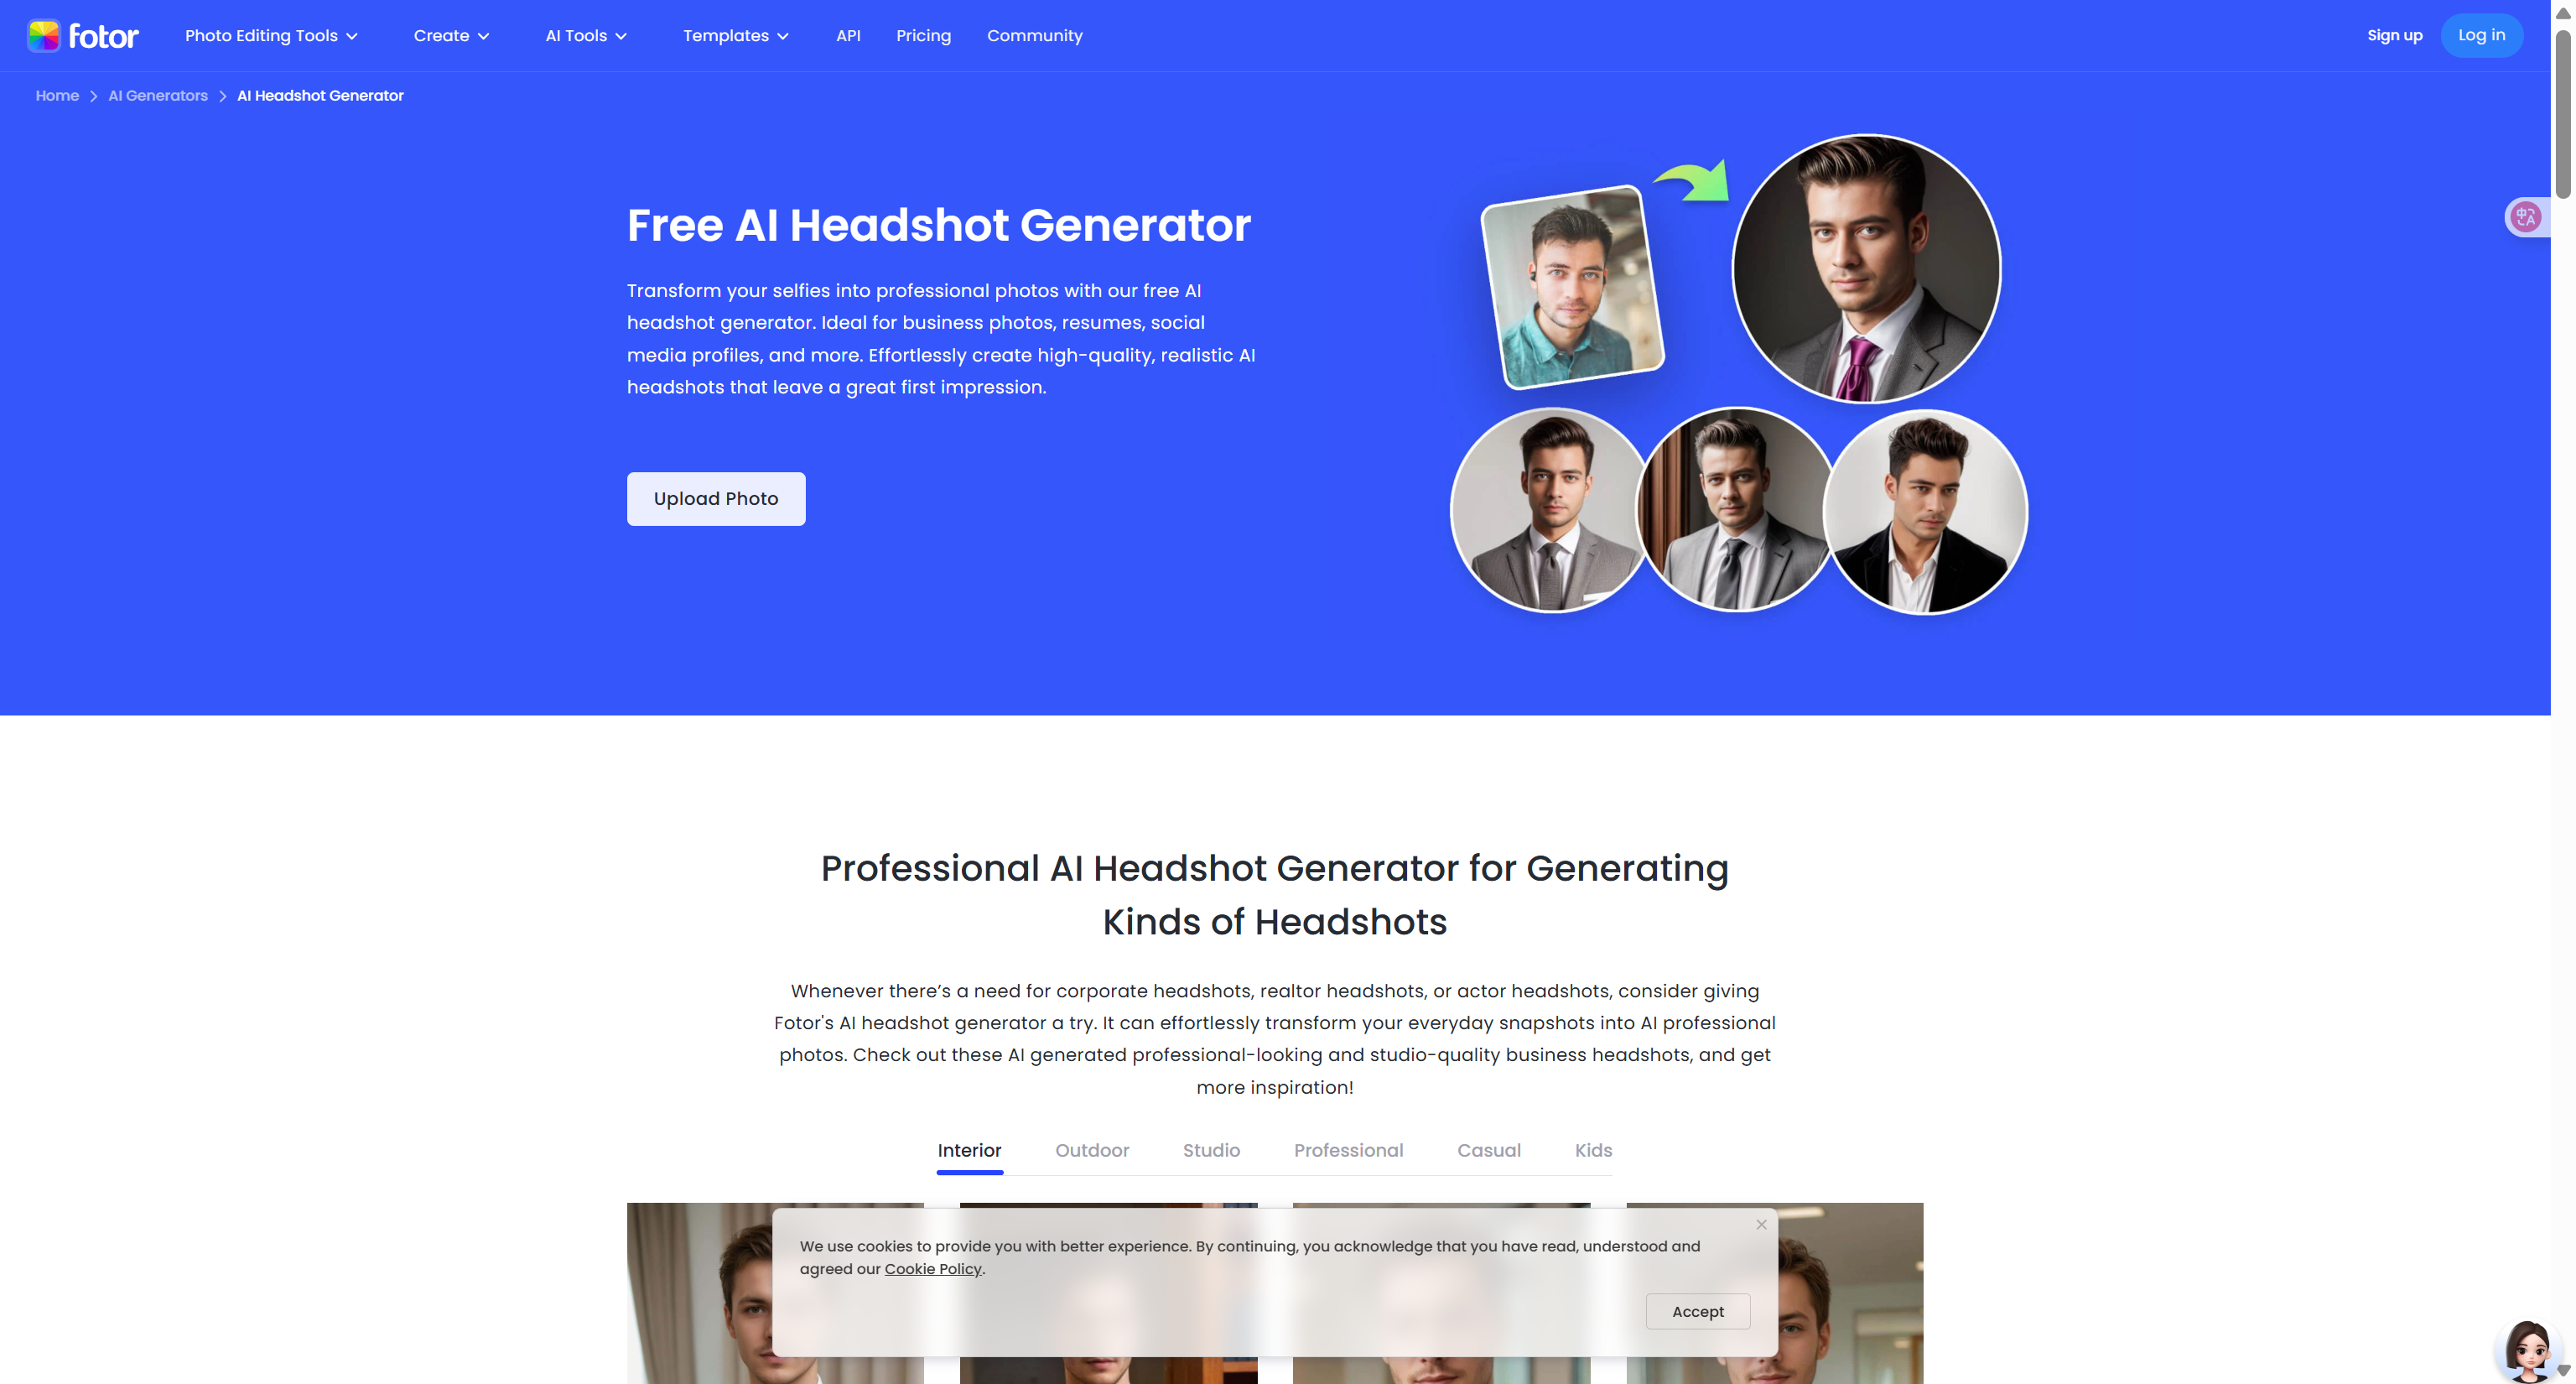 fotor
Photo Editing Tools
Create
AI Tools
Templates
API
Pricing
Community
Sign up
Log in
Home > AI Generators > AI Headshot Generator
Free AI Headshot Generator
Transform your selfies into professional photos with our free AI
headshot generator. Ideal for business photos, resumes, social
media profiles, and more. Effortlessly create high-quality, realistic AI
headshots that leave a great first impression.
Upload Photo
中
A
Professional AI Headshot Generator for Generating
Kinds of Headshots
Whenever there’s a need for corporate headshots, realtor headshots, or actor headshots, consider giving
Fotor's AI headshot generator a try. It can effortlessly transform your everyday snapshots into AI professional
photos. Check out these AI generated professional-looking and studio-quality business headshots, and get
more inspiration!
Interior
Outdoor
Studio
Professional
Casual
Kids
We use cookies to provide you with better experience. By continuing, you acknowledge that you have read, understood and
agreed our Cookie Policy.
Accept